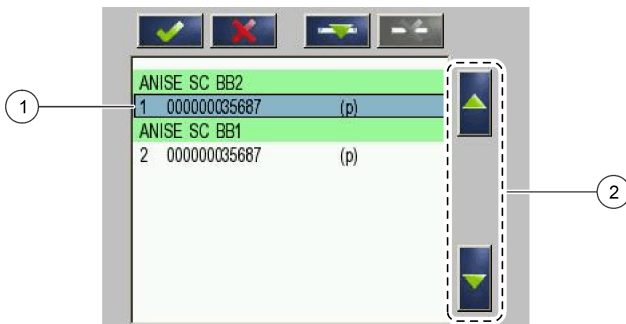 ANISE SC BB2
1 000000035687 (p)
1
ANISE SC BB1
2 000000035687 (p)
2